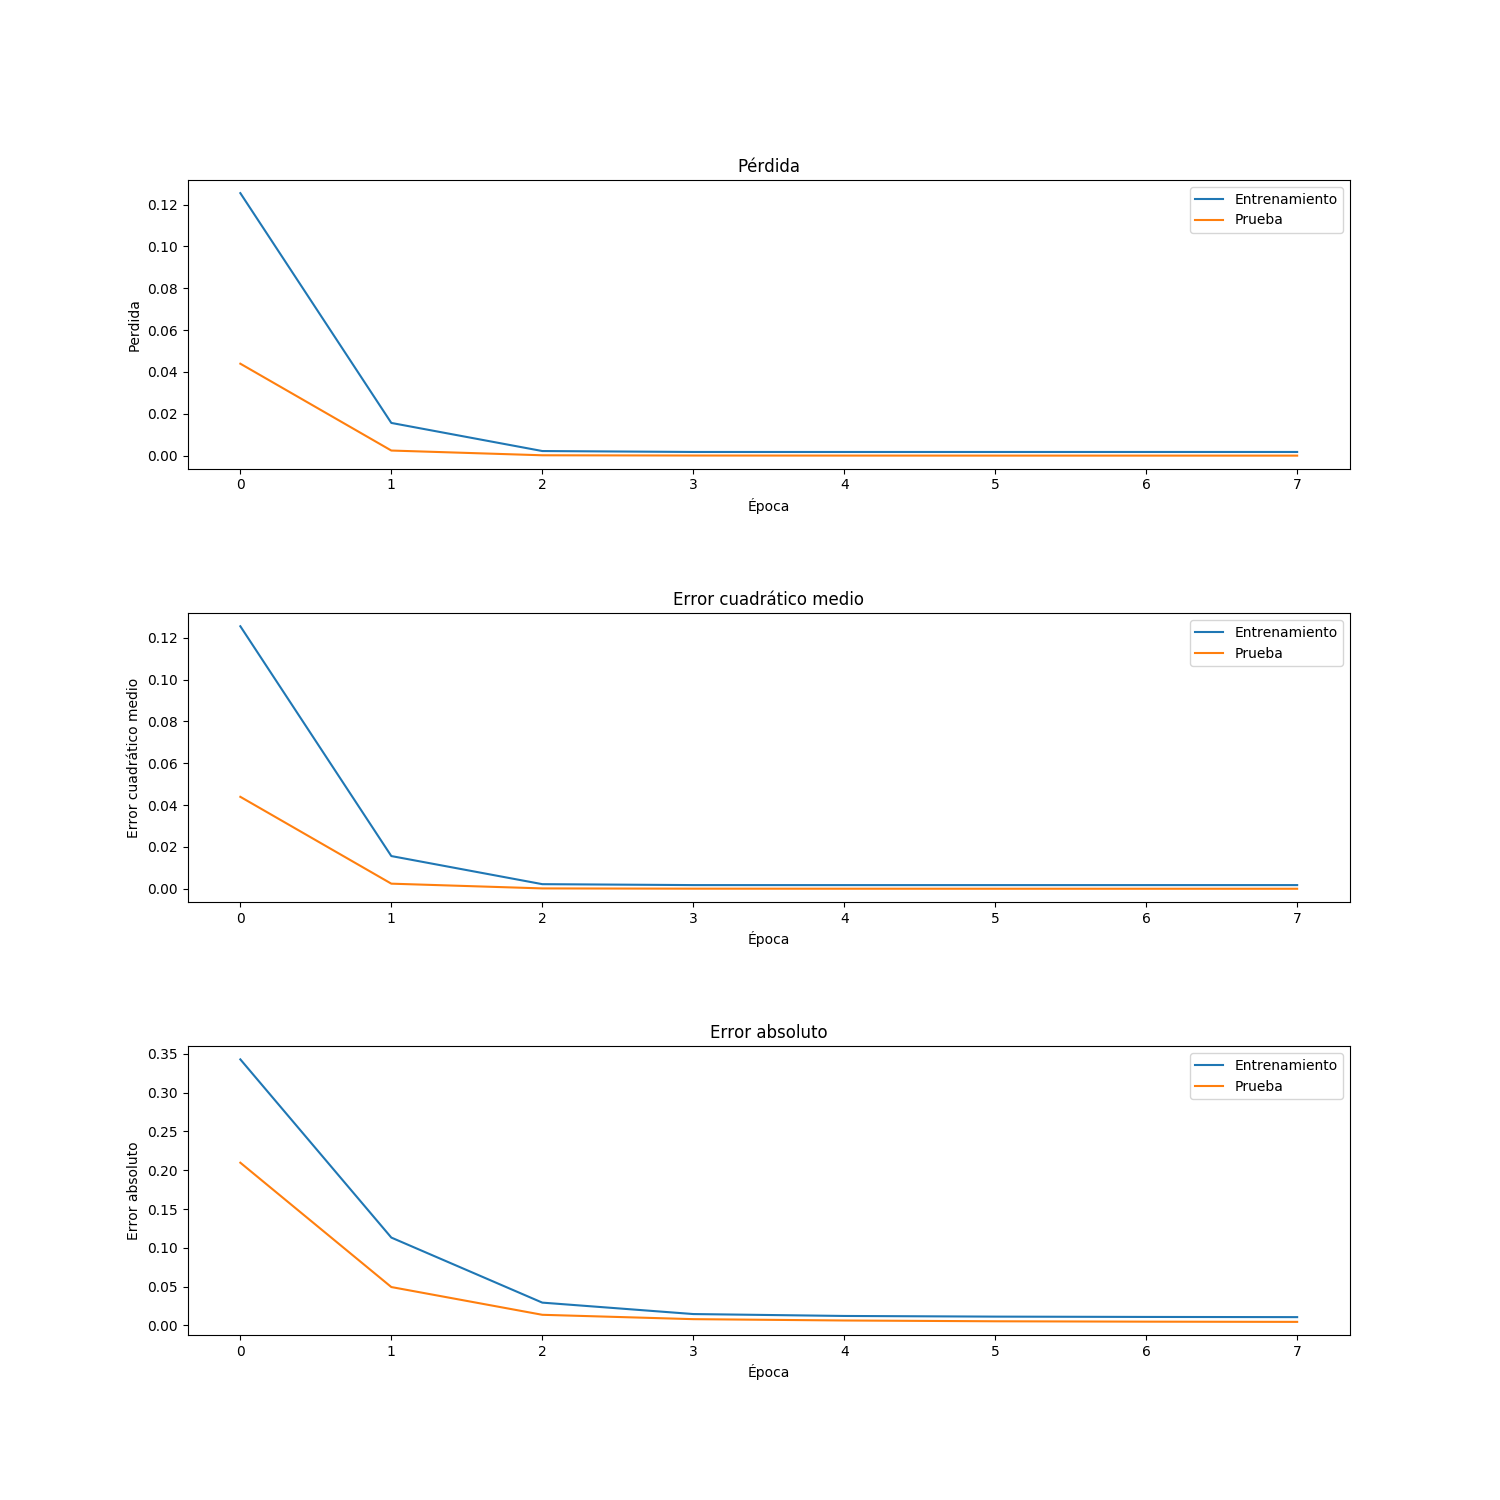 Pérdida
Perdida
0.12
0.10
0.08
0.06
0.04
0.02
0.00
Entrenamiento
Prueba
0 1 2 3 4 5 6 7
Época
Error cuadrático medio
Error cuadrático medio
0.12
0.10
0.08
0.06
0.04
0.02
0.00
Entrenamiento
Prueba
0 1 2 3 4 5 6 7
Época
Error absoluto
Error absoluto
0.35
0.30
0.25
0.20
0.15
0.10
0.05
0.00
Entrenamiento
Prueba
0 1 2 3 4 5 6 7
Época